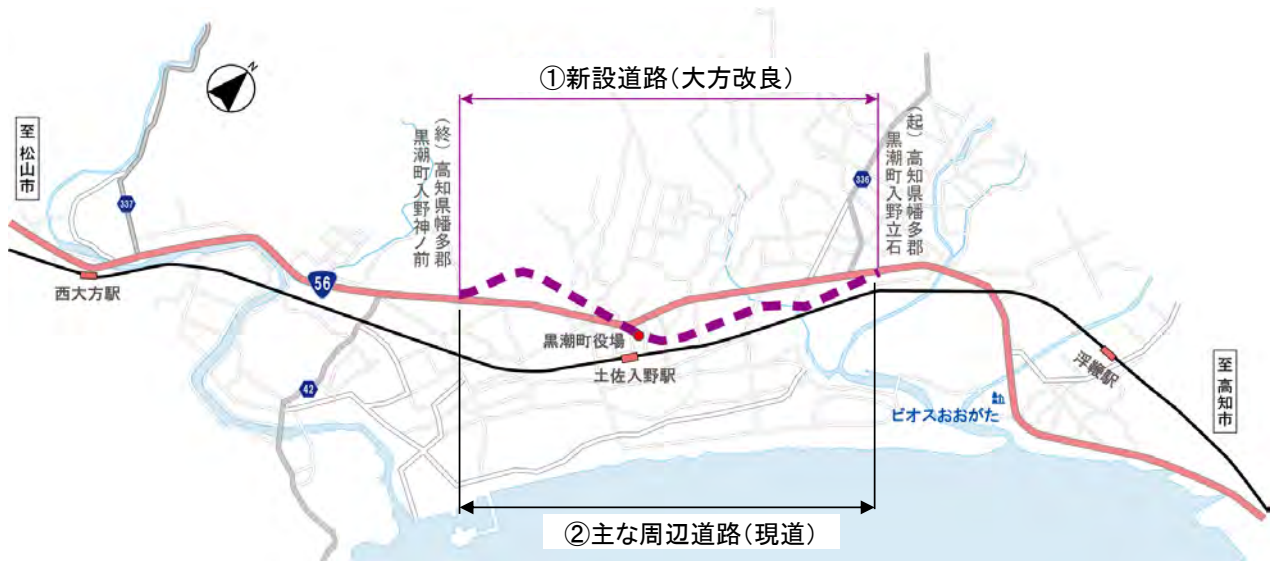 ①新設道路(大方改良)
N
至 松山市
337
(終)高知県幡多郡
黒潮町入野神ノ前
(起)高知県幡多郡
黒潮町入野立石
336
西大方駅
56
黒潮町役場
土佐入野駅
42
浮鞭駅
ビオスおおがた
至 高知市
②主な周辺道路(現道)